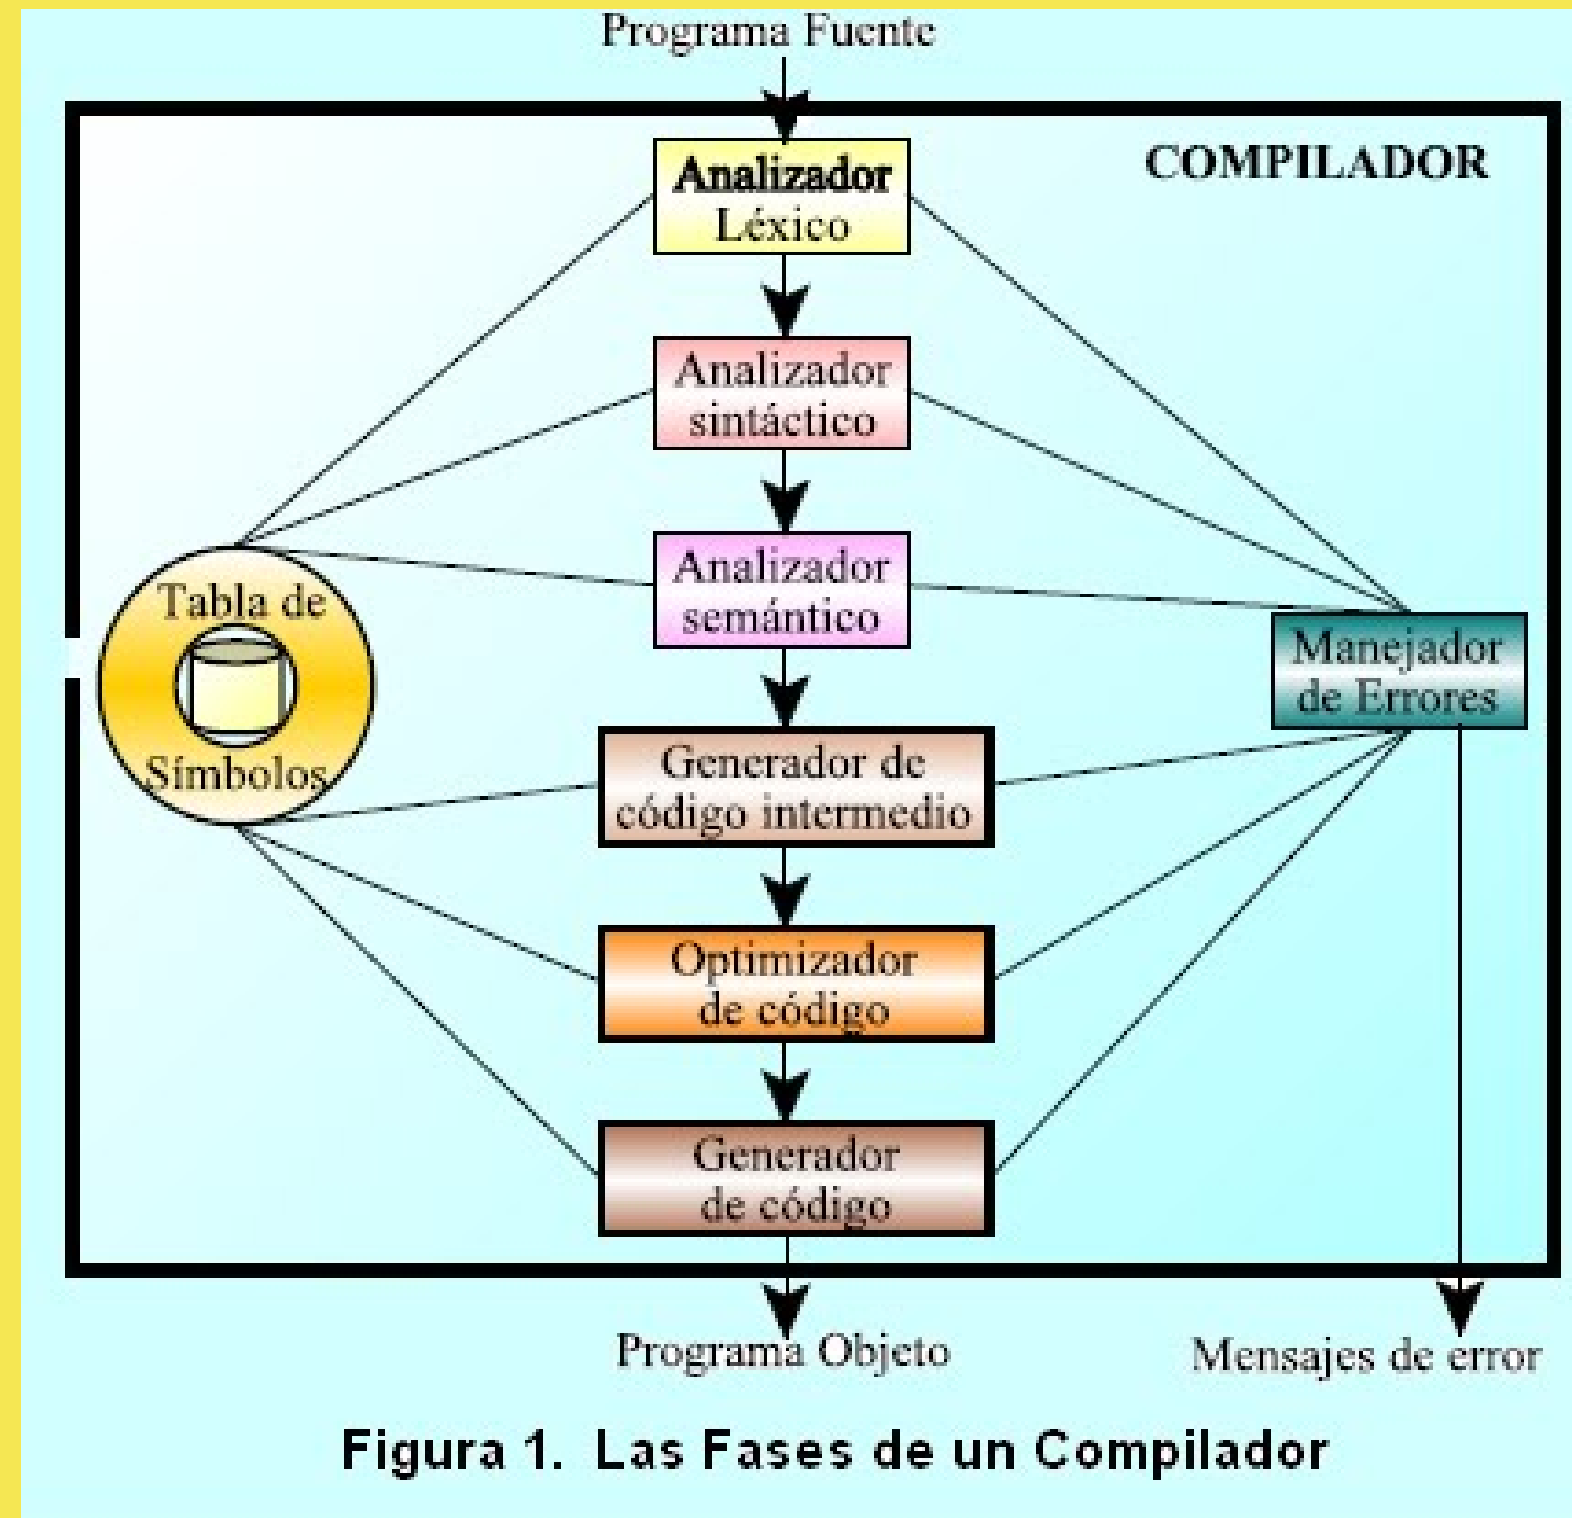 Programa Fuente
COMPILADOR
Analizador
Léxico
Analizador
sintáctico
Analizador
semántico
Tabla de
Símbolos
Manejador
de Errores
Generador de
código intermedio
Optimizador
de código
Generador
de código
Programa Objeto
Mensajes de error
Figura 1. Las Fases de un Compilador